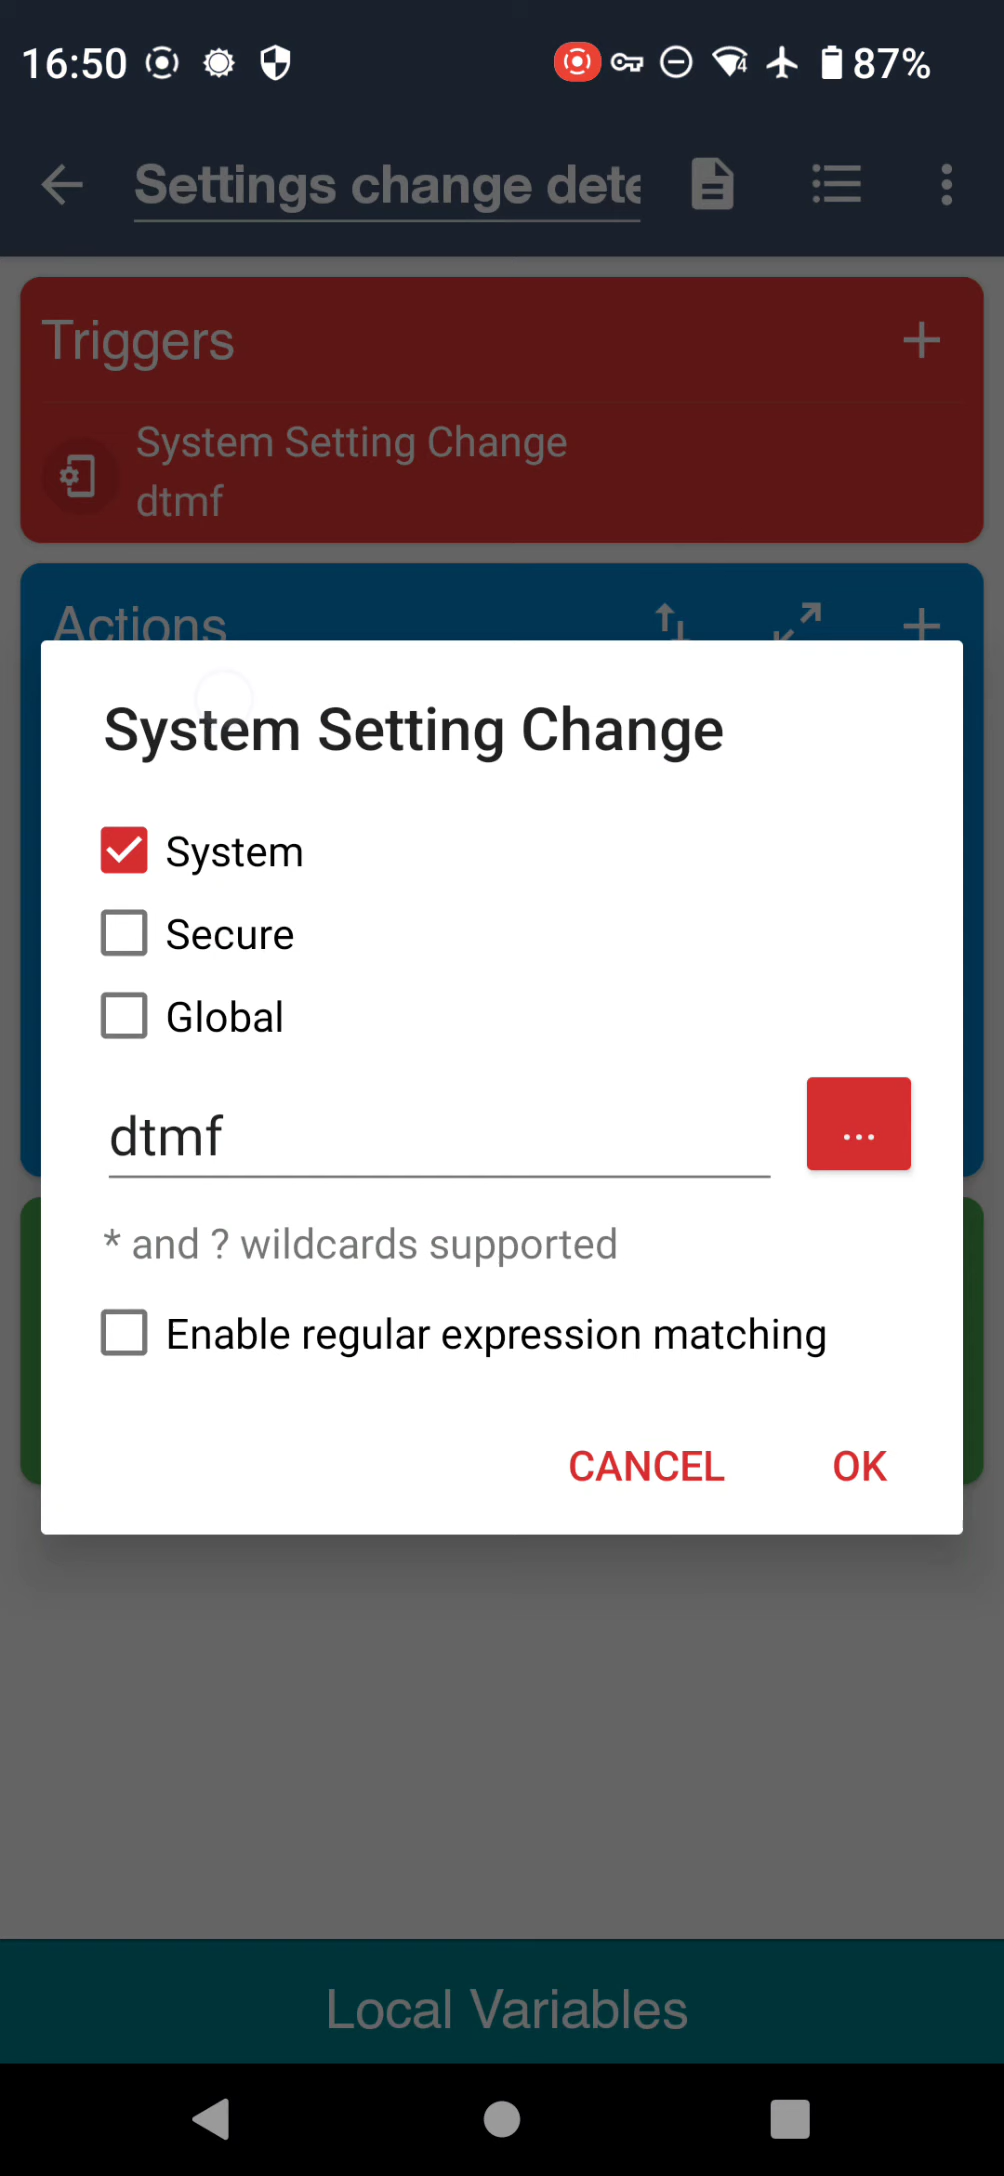 16:50
87%
Settings change dete
Triggers
System Setting Change
dtmf
Actions
System Setting Change
System
Secure
Global
dtmf
...
* and ? wildcards supported
Enable regular expression matching
CANCEL
OK
Local Variables